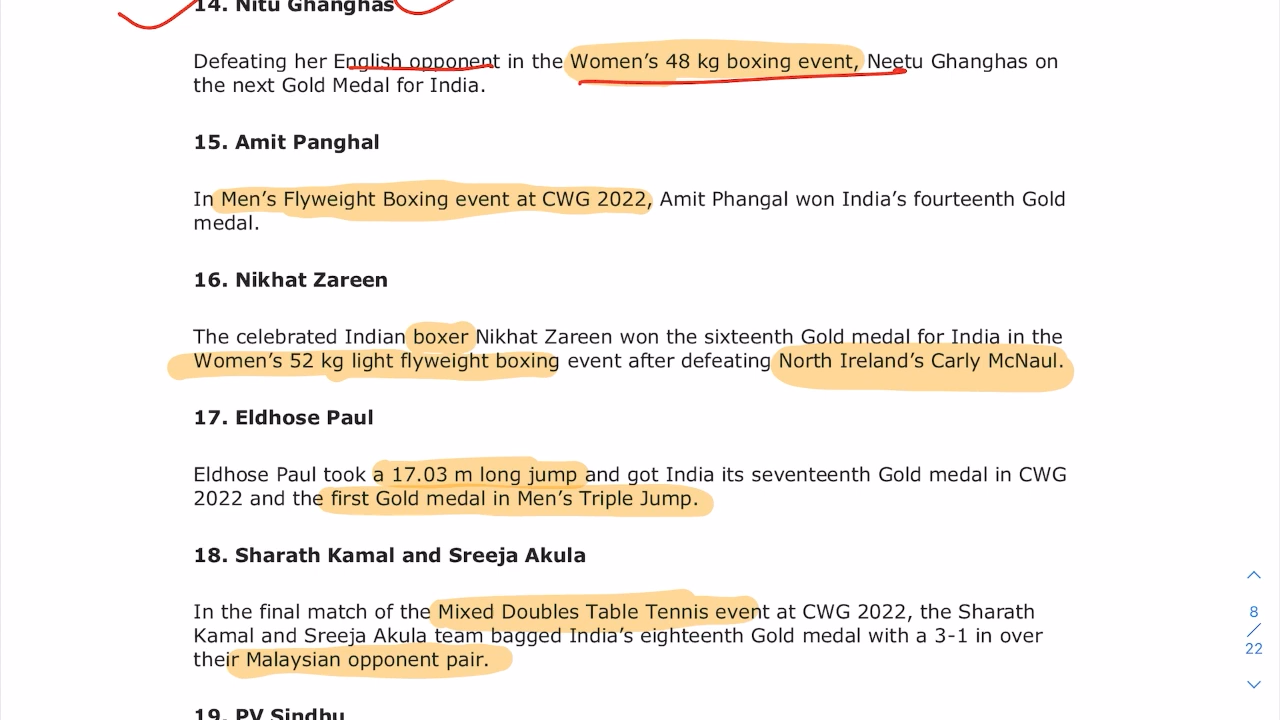 14. Nitu Ghanghas
Defeating her English opponent in the Women’s 48 kg boxing event, Neetu Ghanghas on
the next Gold Medal for India.
15. Amit Panghal
In Men’s Flyweight Boxing event at CWG 2022, Amit Phangal won India’s fourteenth Gold
medal.
16. Nikhat Zareen
The celebrated Indian boxer Nikhat Zareen won the sixteenth Gold medal for India in the
Women’s 52 kg light flyweight boxing event after defeating North Ireland’s Carly McNaul.
17. Eldhose Paul
Eldhose Paul took a 17.03 m long jump and got India its seventeenth Gold medal in CWG
2022 and the first Gold medal in Men’s Triple Jump.
18. Sharath Kamal and Sreeja Akula
In the final match of the Mixed Doubles Table Tennis event at CWG 2022, the Sharath
Kamal and Sreeja Akula team bagged India’s eighteenth Gold medal with a 3-1 in over
their Malaysian opponent pair.
19. PV Sindhu
8
/
22